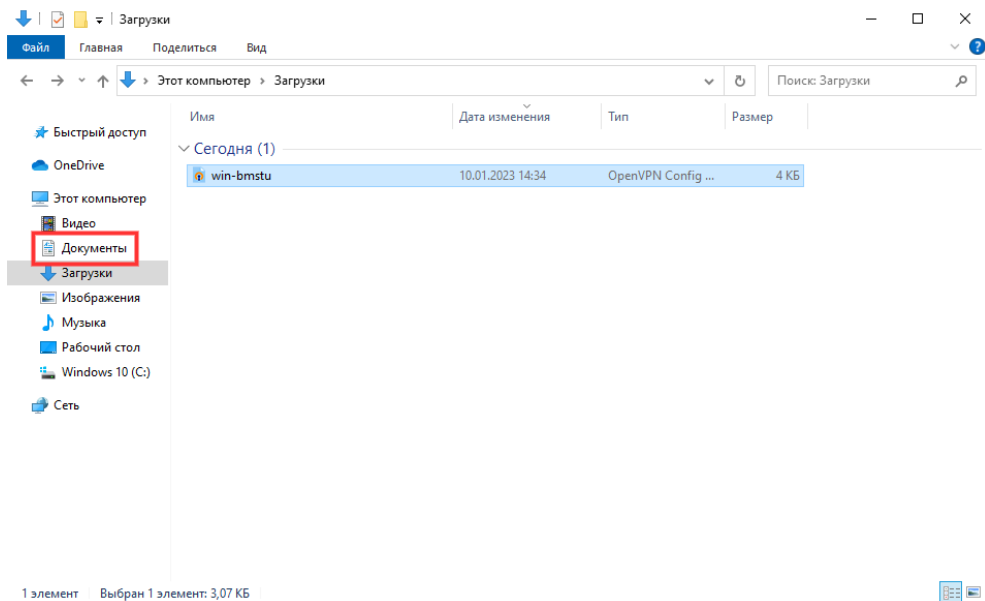 Загрузки
Файл Главная Поделиться Вид
Этот компьютер › Загрузки Поиск: Загрузки
Имя Дата изменения Тип Размер
Быстрый доступ
Сегодня (1)
OneDrive
win-bmstu 10.01.2023 14:34 OpenVPN Config ... 4 КБ
Этот компьютер
Видео
Документы
Загрузки
Изображения
Музыка
Рабочий стол
Windows 10 (C:)
Сеть
1 элемент Выбран 1 элемент: 3,07 КБ